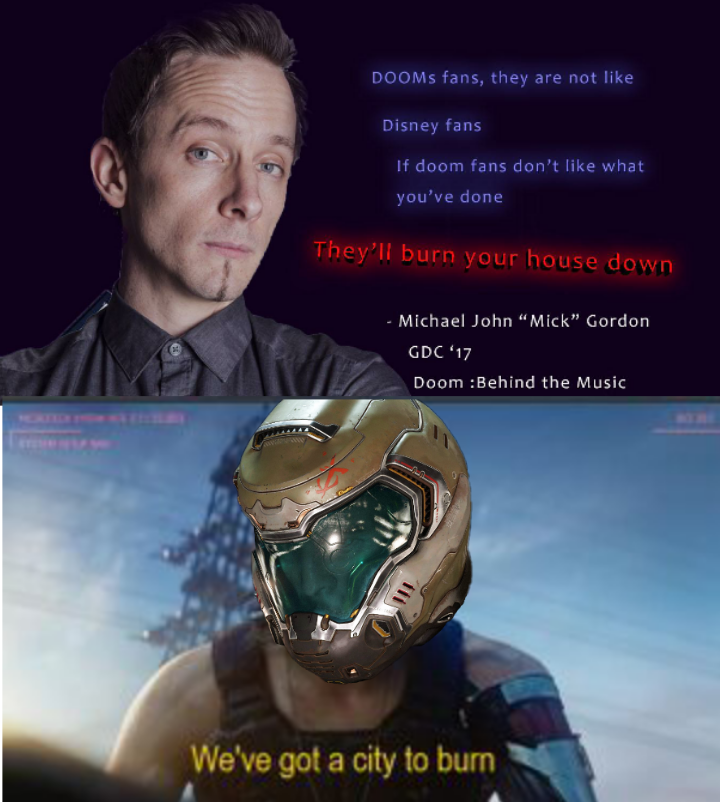 DOOMs fans, they are not like
Disney fans
If doom fans don't like what
you've done
They'll burn your house down
- Michael John “Mick” Gordon
GDC ‘17
Doom :Behind the Music
We've got a city to burn